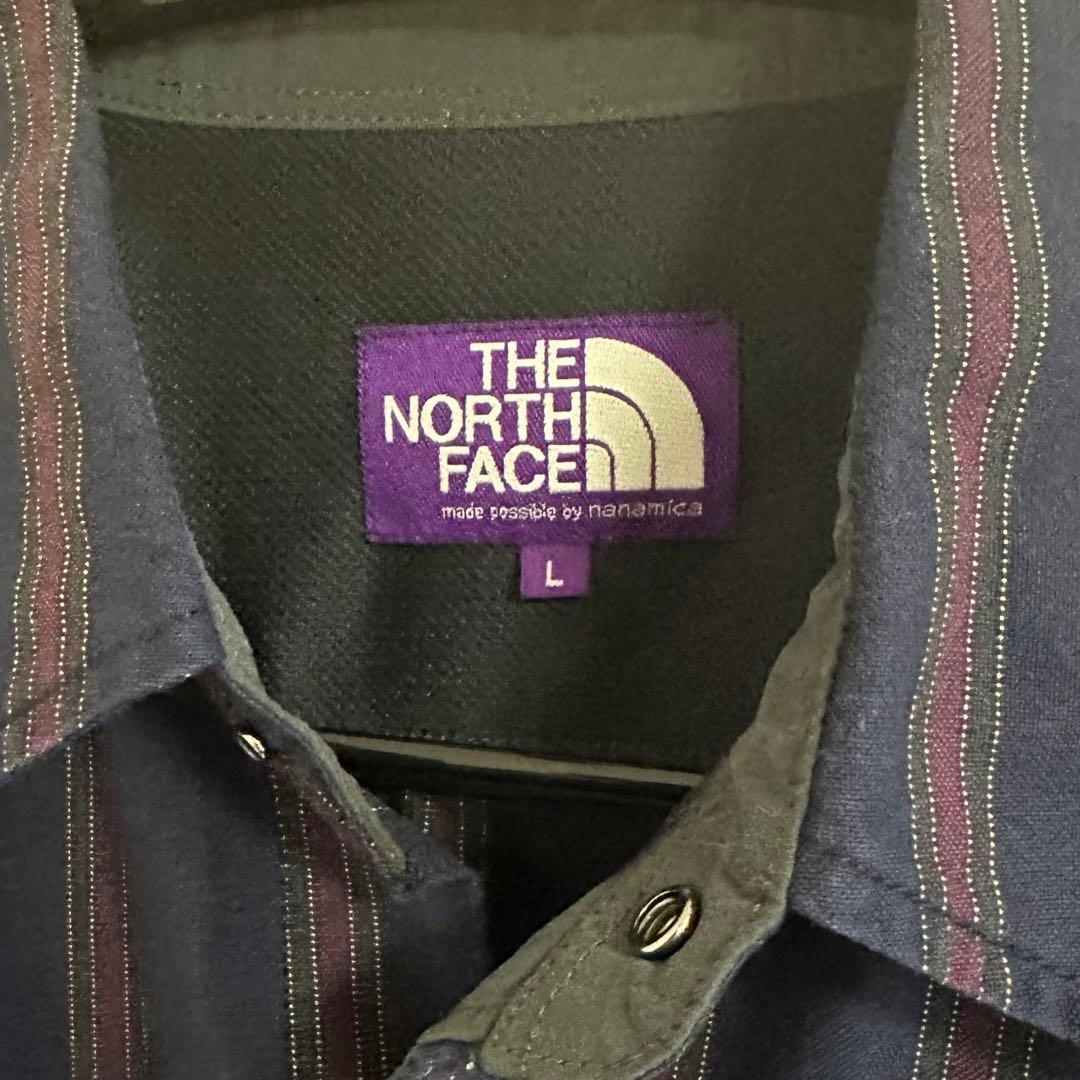 THE
NORTH
FACE
made possible by nanamica
L